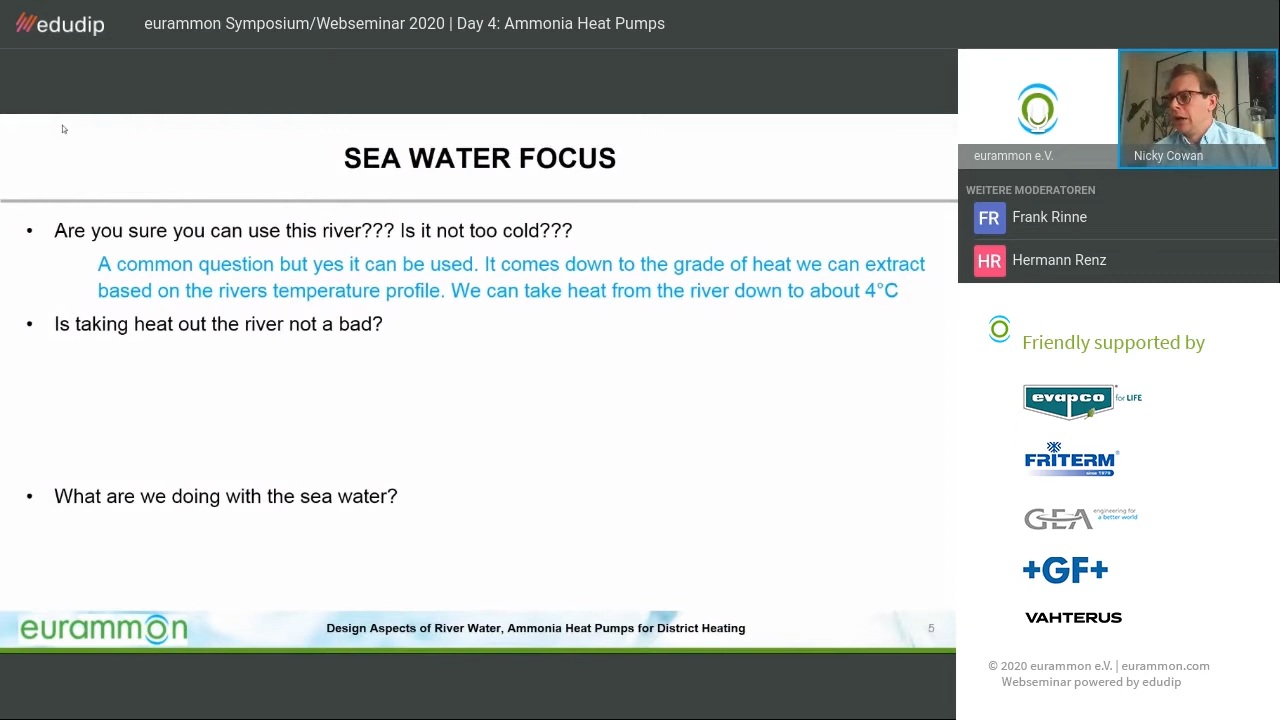 edudip
eurammon Symposium/Webseminar 2020 | Day 4: Ammonia Heat Pumps
eurammon e.V.
Nicky Cowan
WEITERE MODERATOREN
FR Frank Rinne
HR Hermann Renz
SEA WATER FOCUS
• Are you sure you can use this river??? Is it not too cold???
A common question but yes it can be used. It comes down to the grade of heat we can extract
based on the rivers temperature profile. We can take heat from the river down to about 4°C
• Is taking heat out the river not a bad?
• What are we doing with the sea water?
eurammon
Design Aspects of River Water, Ammonia Heat Pumps for District Heating
5
Friendly supported by
evapco for LIFE
FRITERM
since 1979
GEA engineering for
a better world
+GF+
VAHTERUS
© 2020 eurammon e.V. | eurammon.com
Webseminar powered by edudip